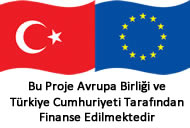 Bu Proje Avrupa Birliği ve
Türkiye Cumhuriyeti Tarafından
Finanse Edilmektedir